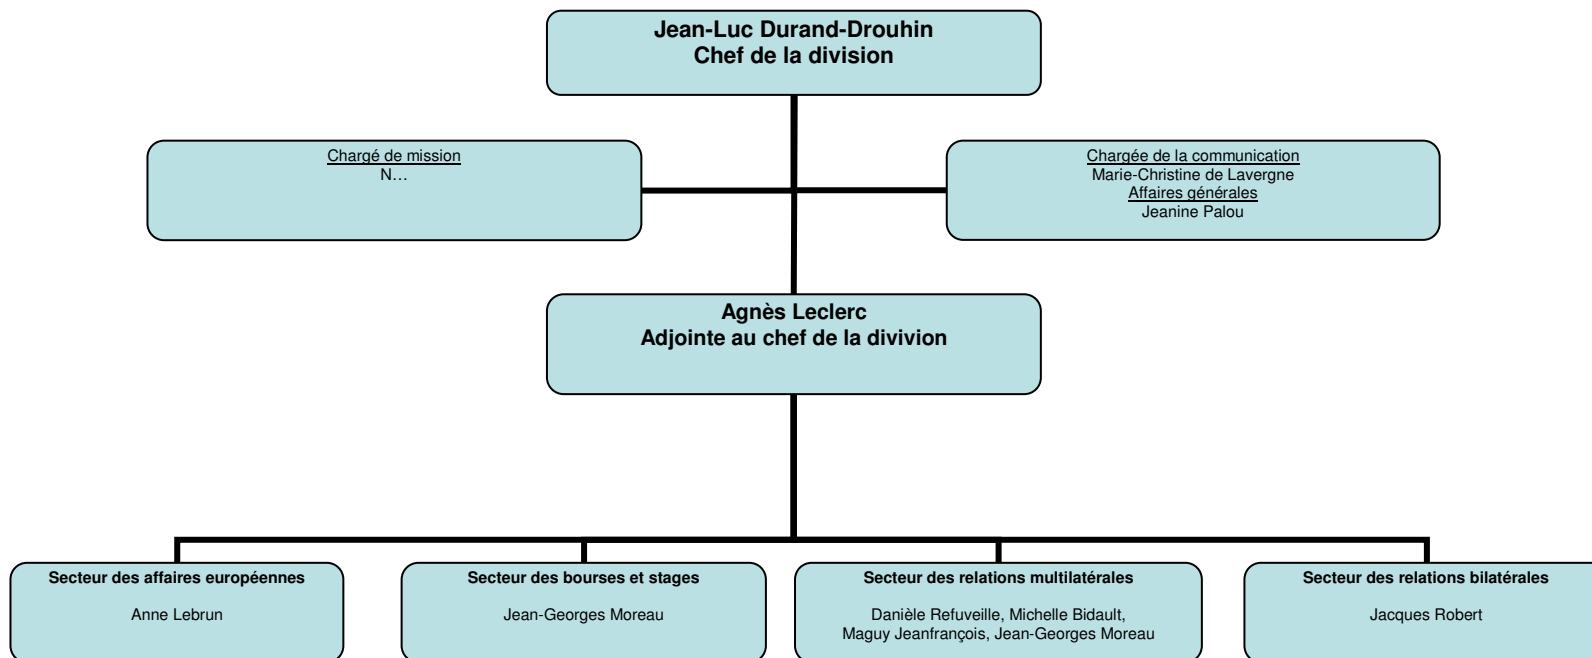 Jean-Luc Durand-Drouhin
Chef de la division
Chargé de mission
N…
Chargée de la communication
Marie-Christine de Lavergne
Affaires générales
Jeanine Palou
Agnès Leclerc
Adjointe au chef de la divivion
Secteur des affaires européennes
Anne Lebrun
Secteur des bourses et stages
Jean-Georges Moreau
Secteur des relations multilatérales
Danièle Refuveille, Michelle Bidault,
Maguy Jeanfrançois, Jean-Georges Moreau
Secteur des relations bilatérales
Jacques Robert